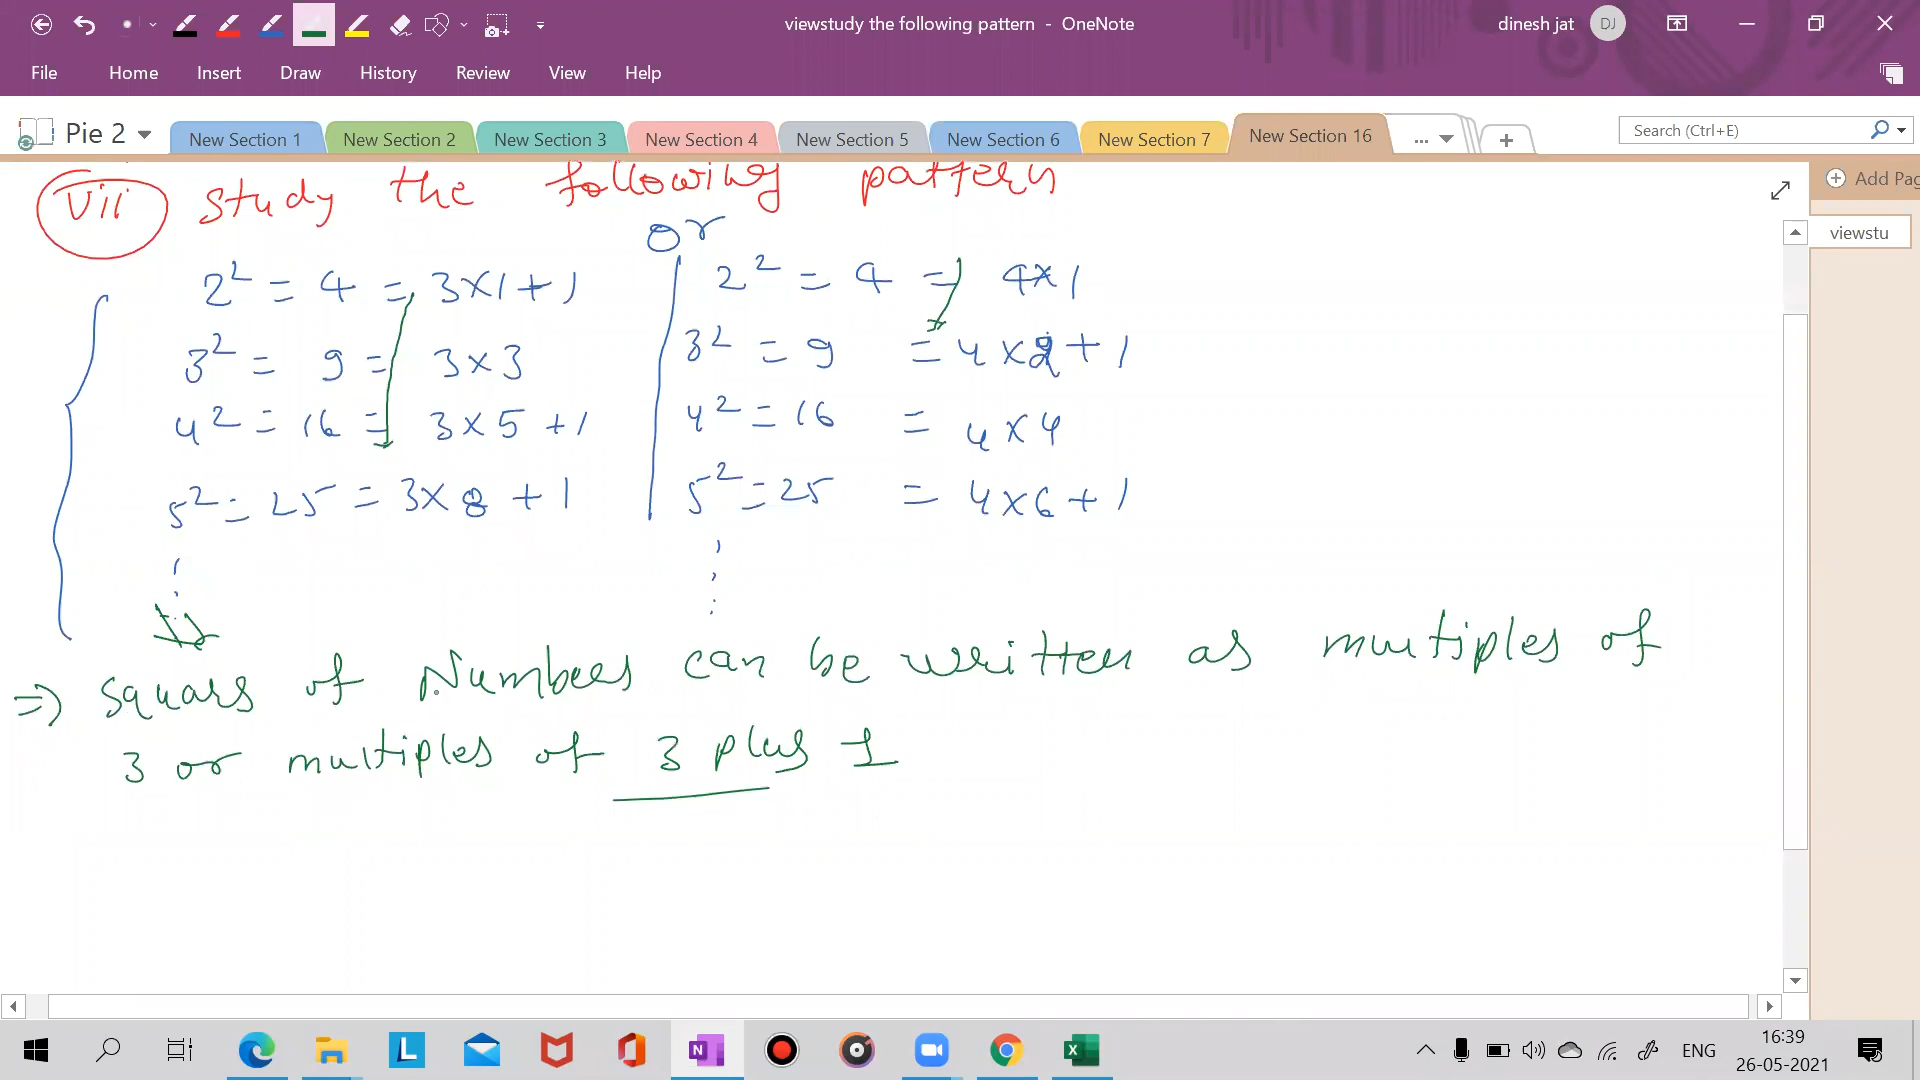 viewstudy the following pattern - OneNote
dinesh jat DJ
File Home Insert Draw History Review View Help
Pie 2
New Section 1 New Section 2 New Section 3 New Section 4 New Section 5 New Section 6 New Section 7 New Section 16 ... +
Search (Ctrl+E)
Add Pag
viewstu
vii study the following pattern
or
2² = 4 = 3×1+1
3² = 9 = 3×3
4² = 16 = 3×5+1
5² = 25 = 3×8+1
2² = 4 = 4×1
3² = 9 = 4×2+1
4² = 16 = 4×4
5² = 25 = 4×6+1
⇒ squars of Numbers can be written as multiples of
3 or multiples of 3 plus 1
ENG
16:39
26-05-2021